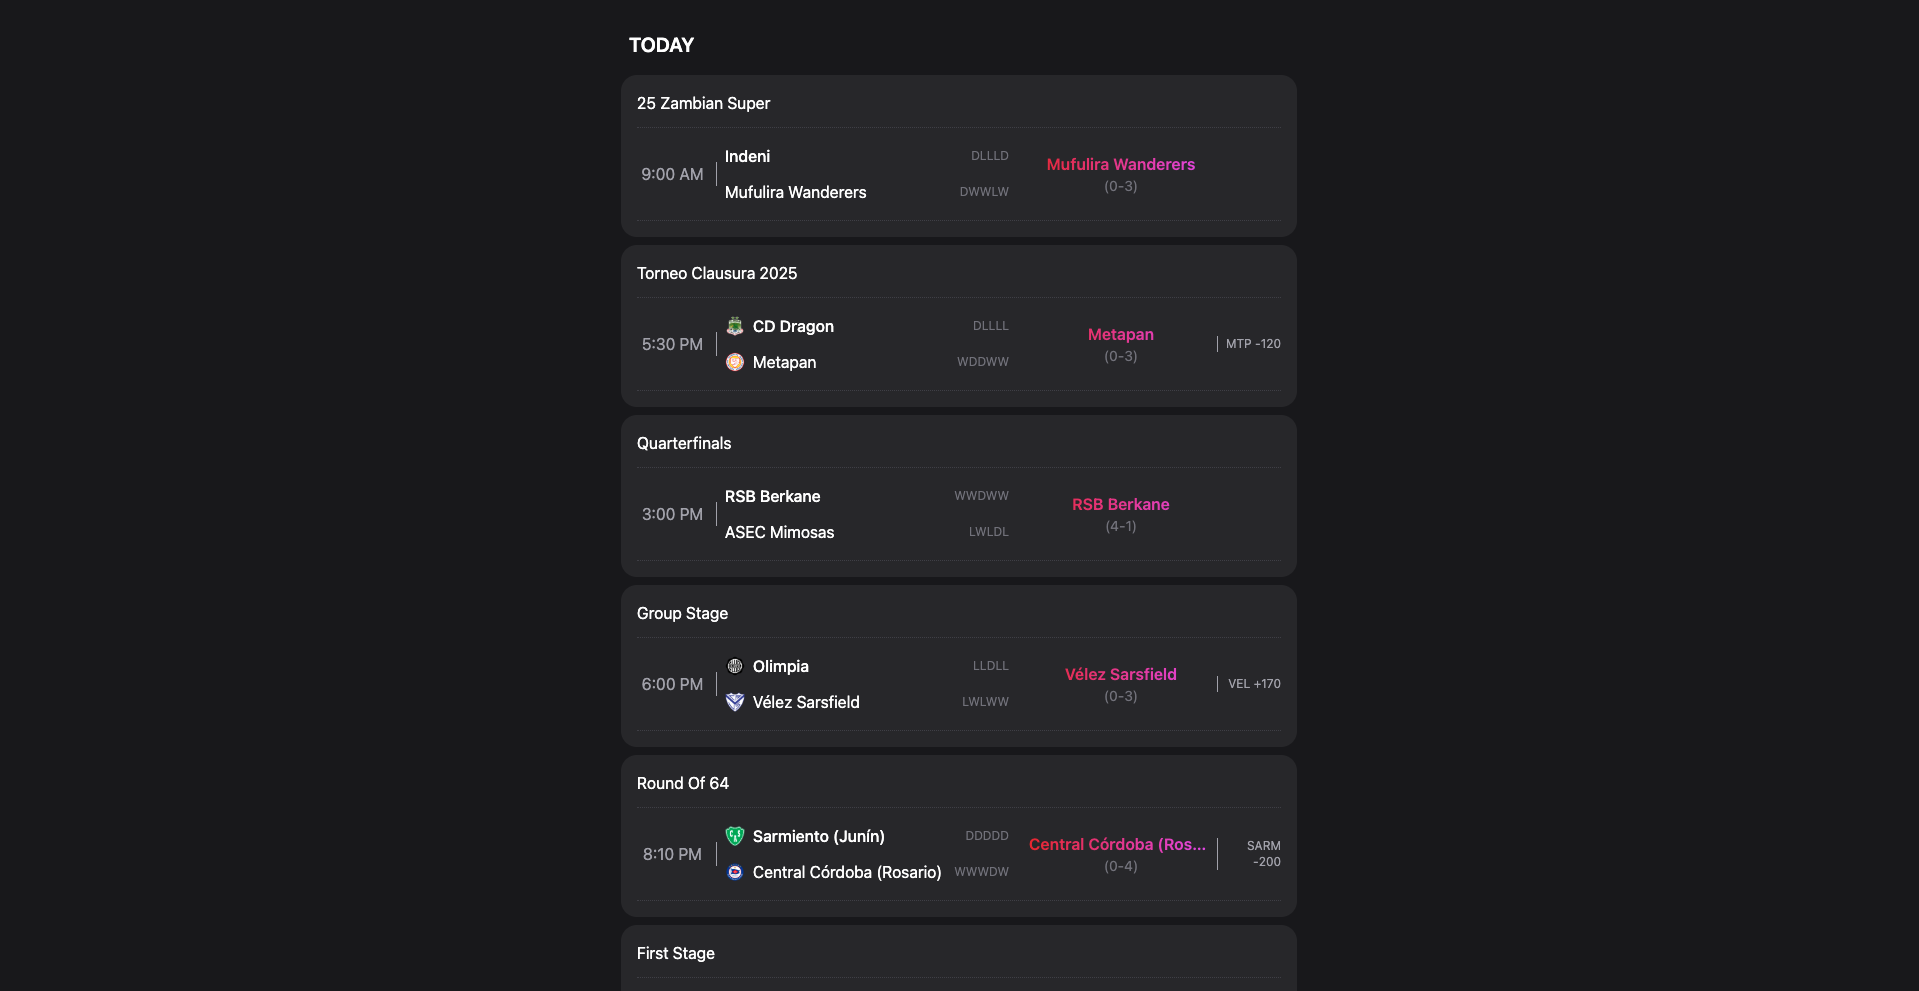 TODAY
25 Zambian Super
9:00 AM
Indeni DLLLD
Mufulira Wanderers DWWLW
Mufulira Wanderers
(0-3)
Torneo Clausura 2025
5:30 PM
CD Dragon DLLLL
Metapan WDDWW
Metapan
(0-3)
MTP -120
Quarterfinals
3:00 PM
RSB Berkane WWDWW
ASEC Mimosas LWLDL
RSB Berkane
(4-1)
Group Stage
6:00 PM
Olimpia LLDLL
Vélez Sarsfield LWLWW
Vélez Sarsfield
(0-3)
VEL +170
Round Of 64
8:10 PM
Sarmiento (Junín) DDDDD
Central Córdoba (Rosario) WWWDW
Central Córdoba (Ros...
(0-4)
SARM
-200
First Stage